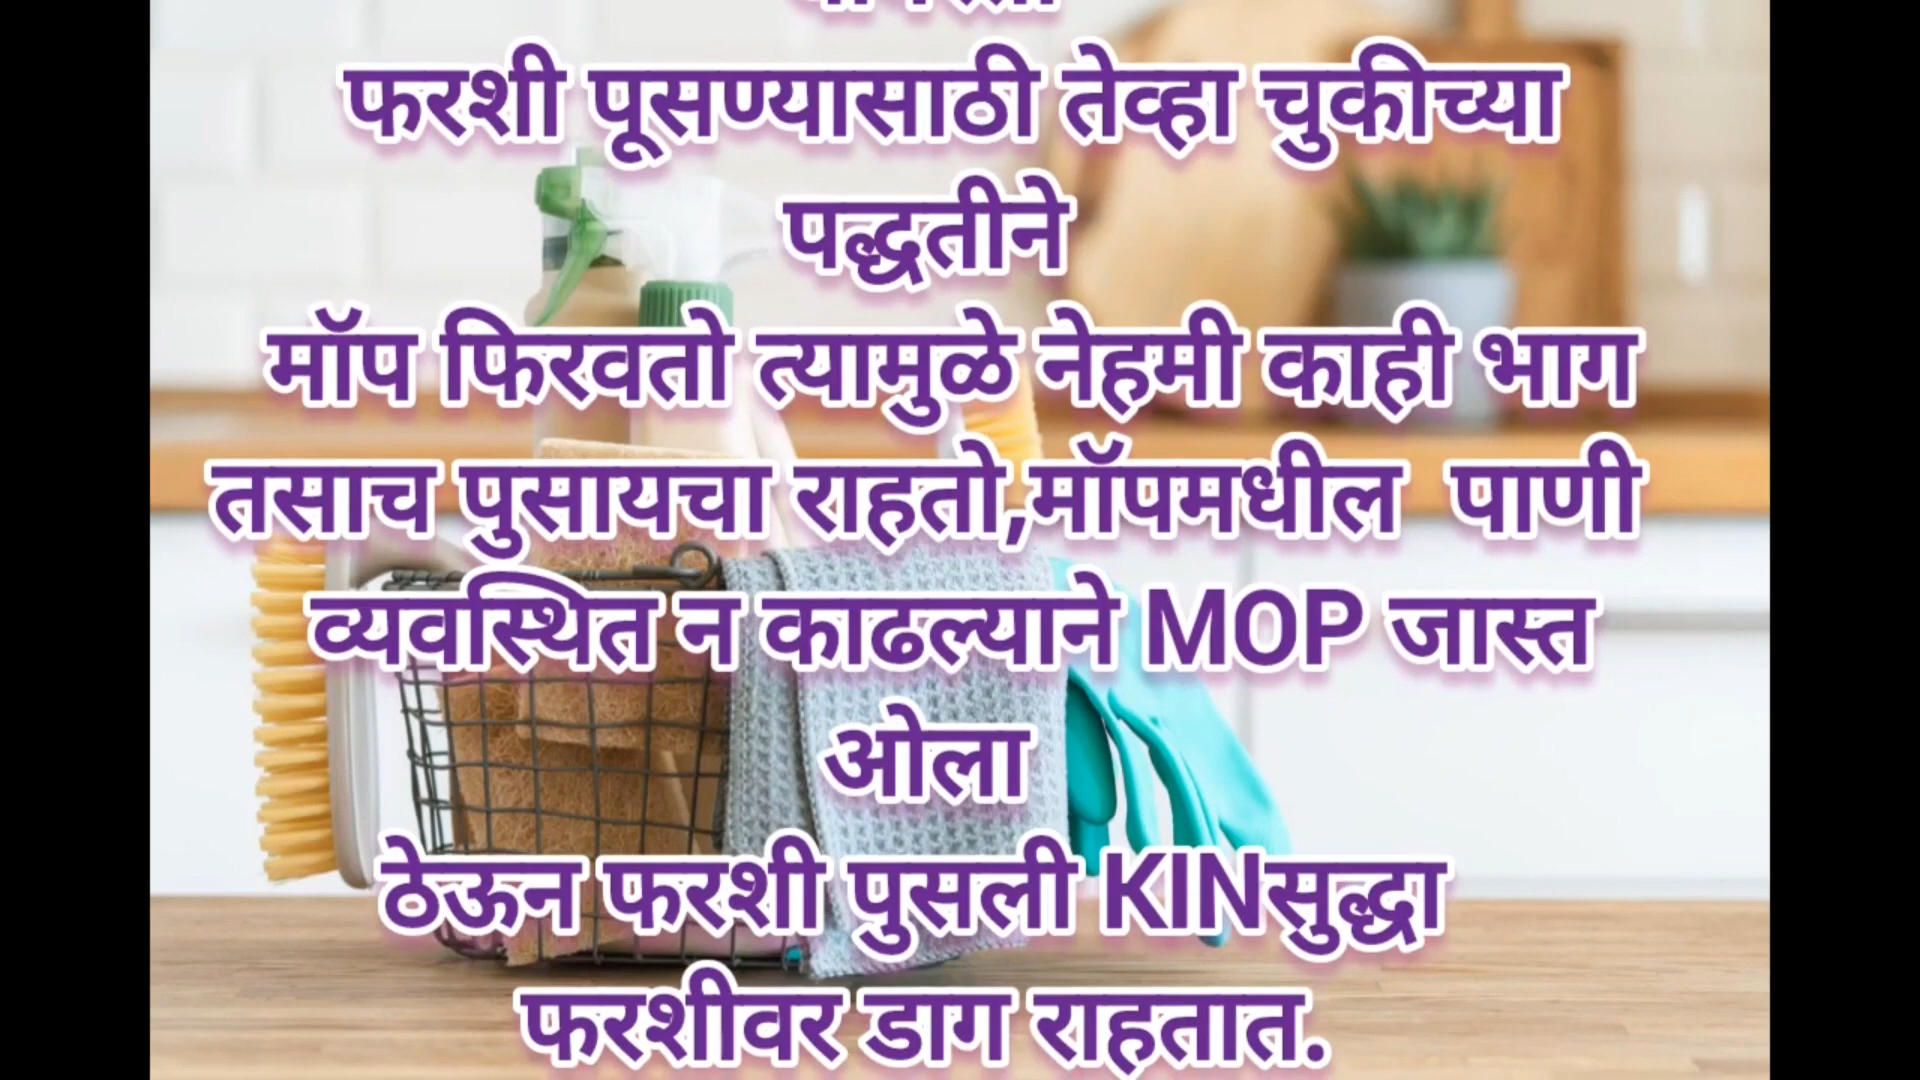 फरशी पूसण्यासाठी तेव्हा चुकीच्या
पद्धतीने
मॉप फिरवतो त्यामुळे नेहमी काही भाग
तसाच पुसायचा राहतो,मॉपमधील पाणी
व्यवस्थित न काढल्याने MOP जास्त
ओला
ठेऊन फरशी पुसली KINसुद्धा
फरशीवर डाग राहतात.